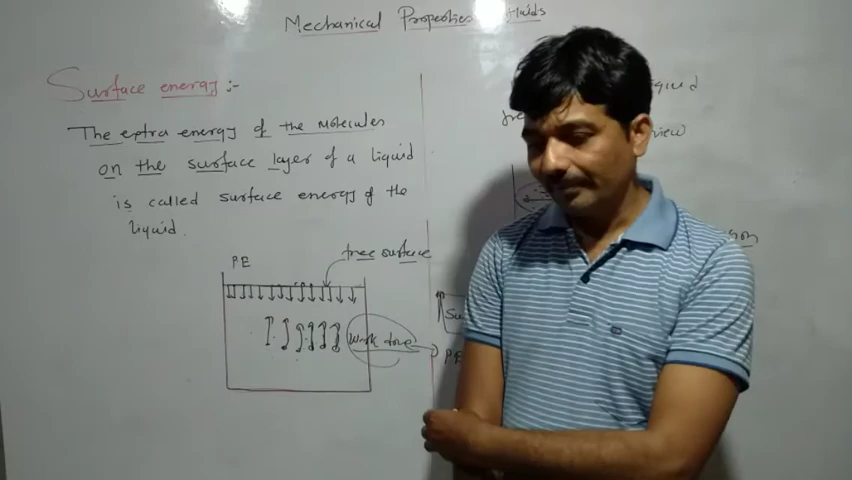 Mechanical Properties fluids
Surface energy:-
The extra energy of the molecules
on the surface layer of a liquid
is called surface energy of the
liquid.
PE
free surface
Work done
PE
view